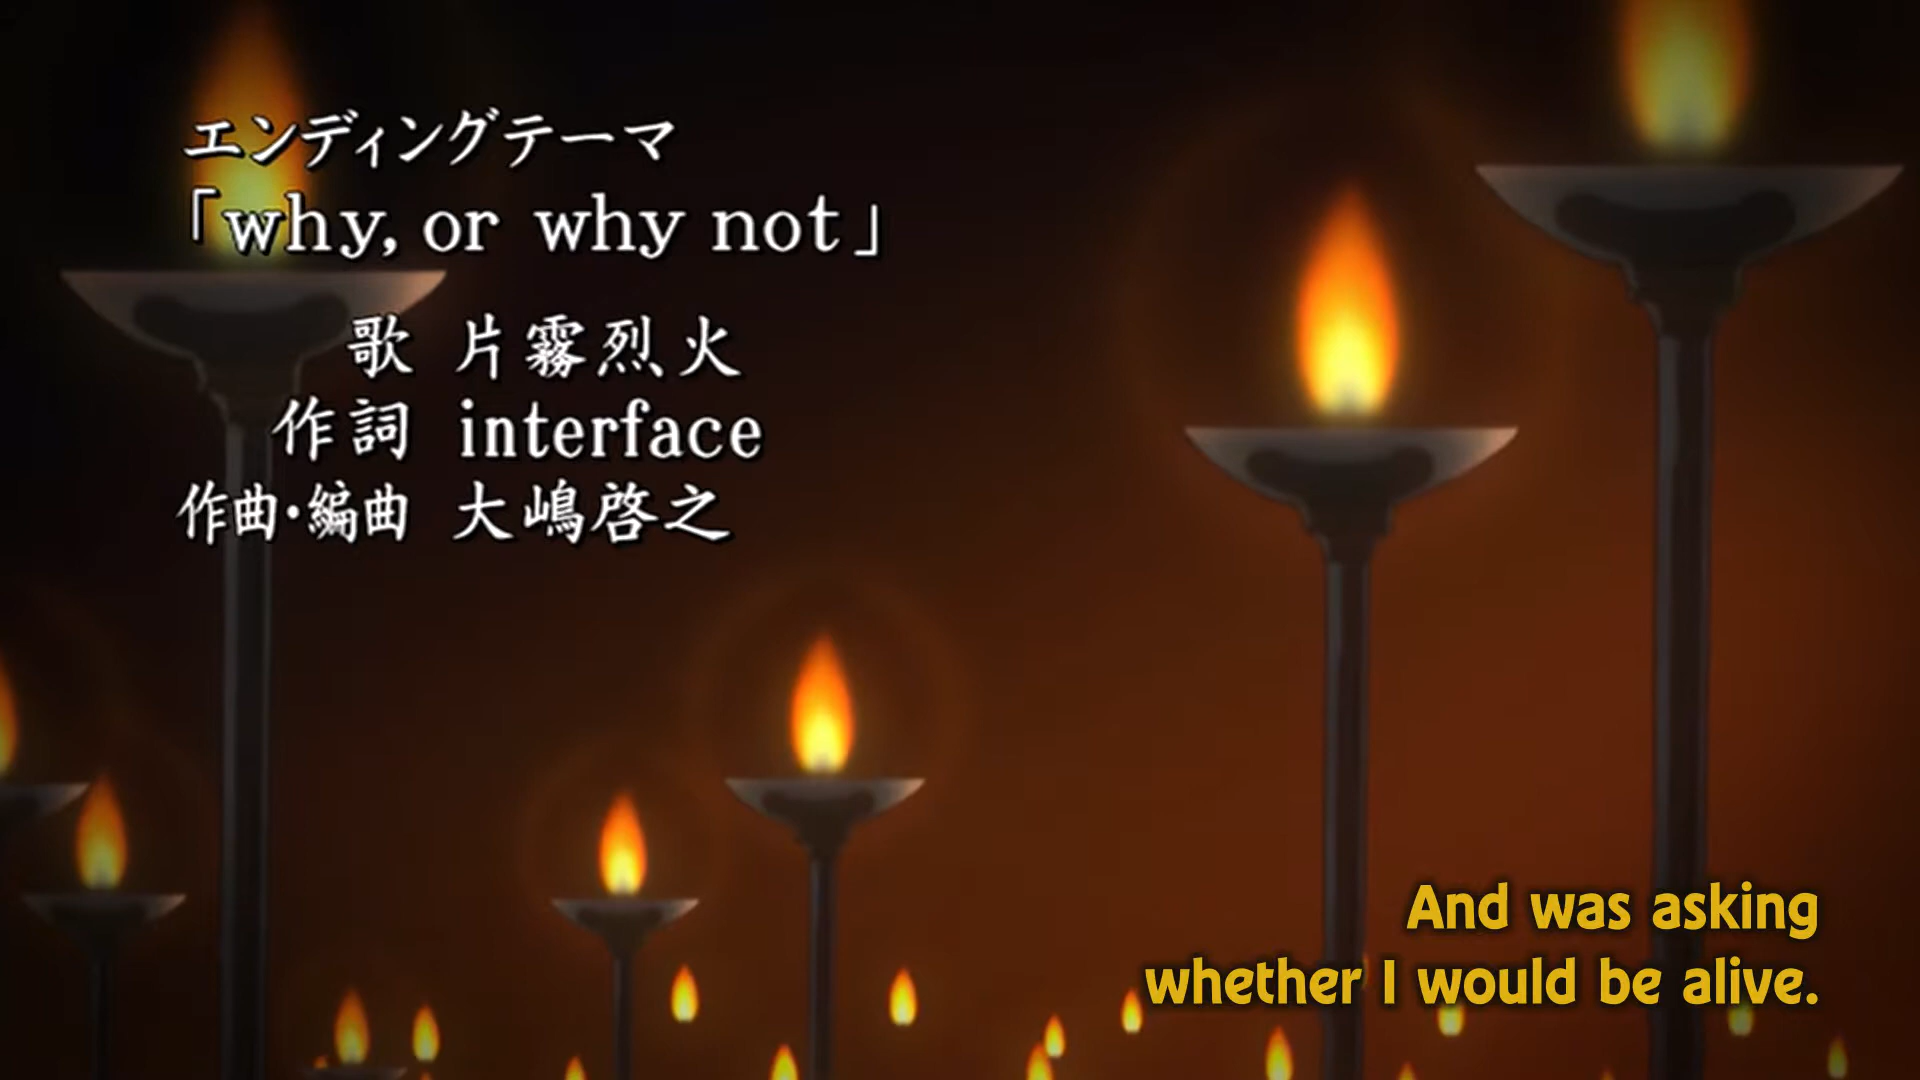 エンディングテーマ
「why, or why not」
歌 片霧烈火
作詞 interface
作曲・編曲 大嶋啓之
And was asking
whether I would be alive.